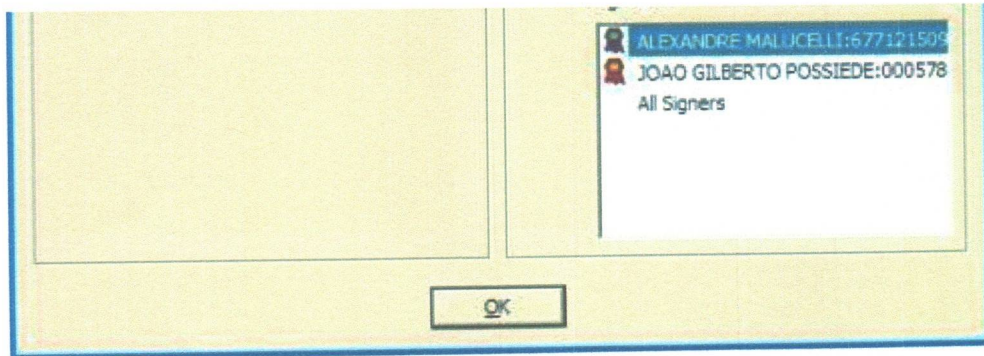 ALEXANDRE MALUCELLI:677121509
JOAO GILBERTO POSSIEDE:000578
All Signers
OK